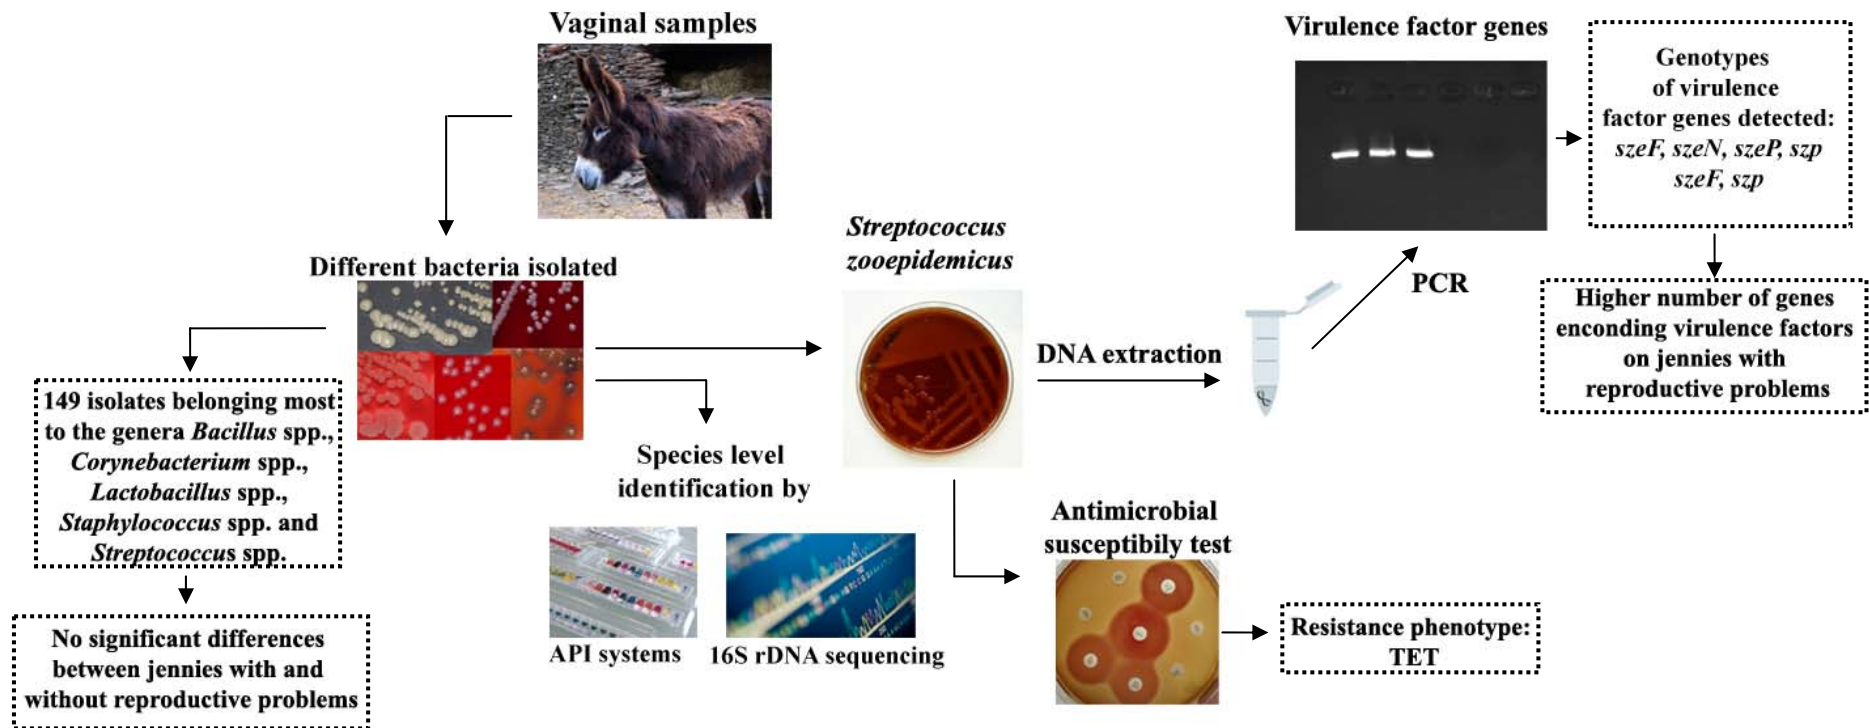 Vaginal samples
Different bacteria isolated
149 isolates belonging most
to the genera Bacillus spp.,
Corynebacterium spp.,
Lactobacillus spp.,
Staphylococcus spp. and
Streptococcus spp.
No significant differences
between jennies with and
without reproductive problems
Species level
identification by
API systems
16S rDNA sequencing
Streptococcus
zooepidemicus
DNA extraction
Antimicrobial
susceptibily test
Resistance phenotype:
TET
PCR
Virulence factor genes
Genotypes
of virulence
factor genes detected:
szeF, szeN, szeP, szp
szeF, szp
Higher number of genes
enconding virulence factors
on jennies with
reproductive problems